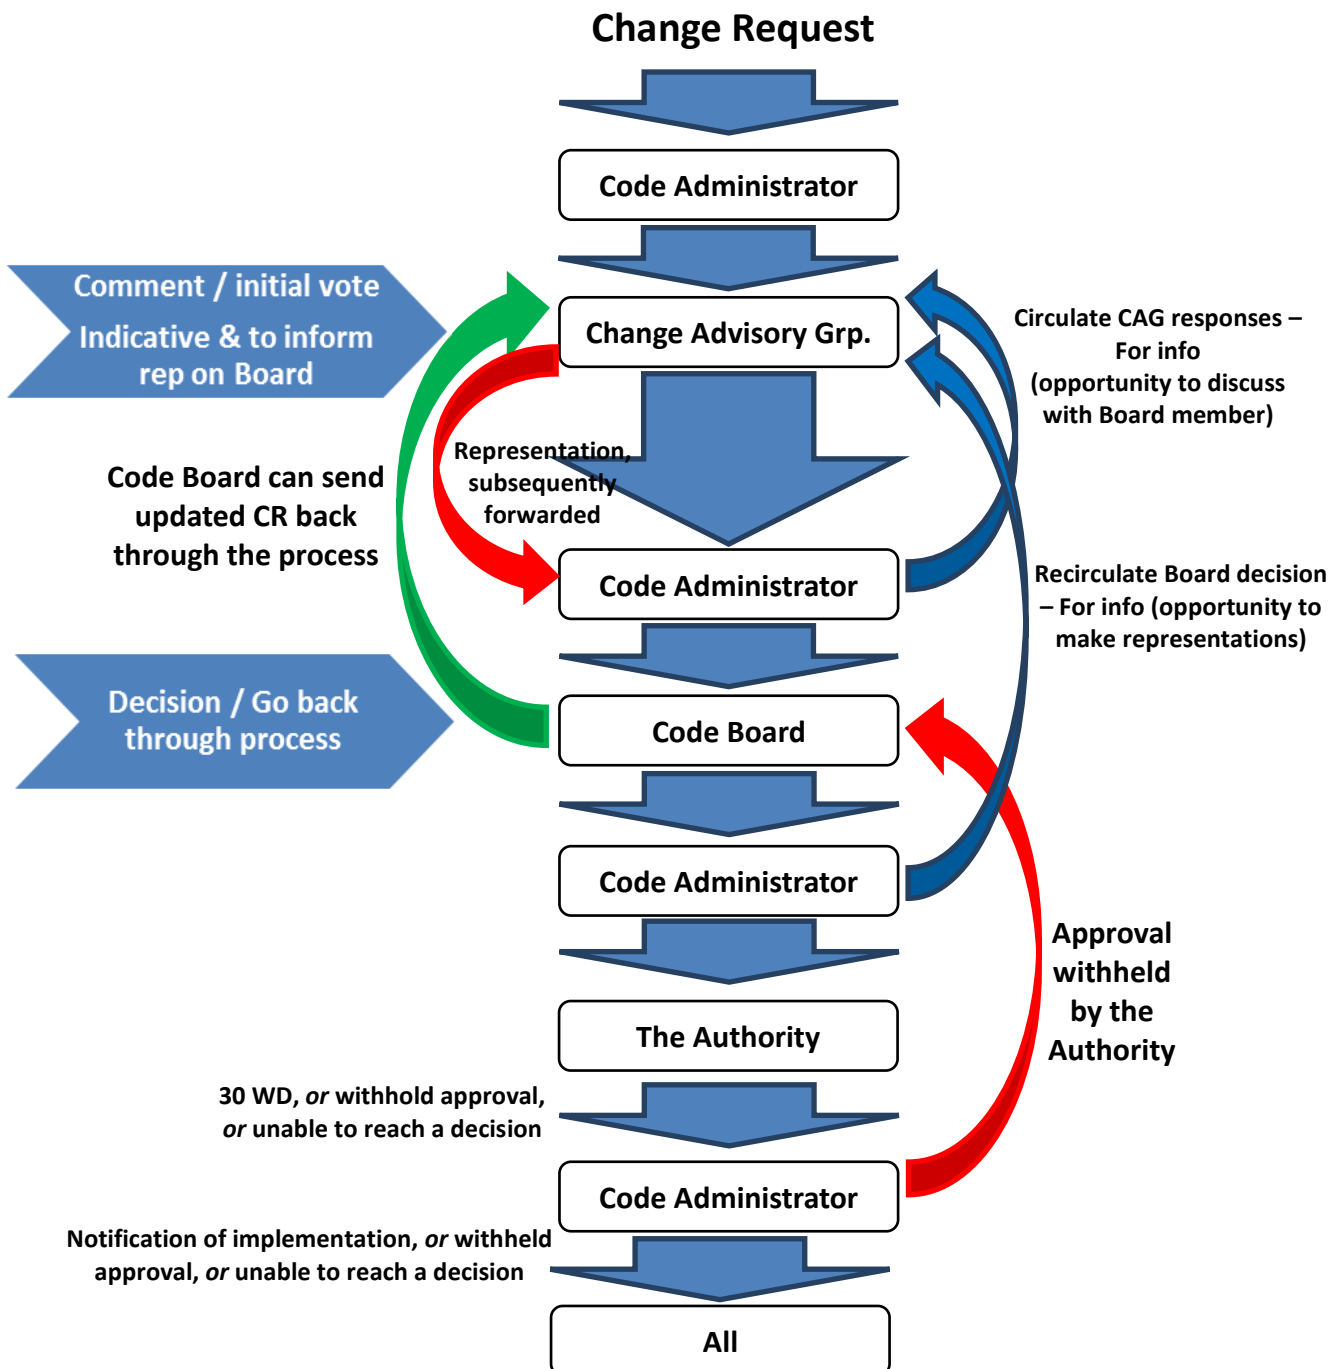 Change Request
Code Administrator
Comment / initial vote
Indicative & to inform
rep on Board
Change Advisory Grp.
Circulate CAG responses –
For info
(opportunity to discuss
with Board member)
Code Board can send
updated CR back
through the process
Representation,
subsequently
forwarded
Code Administrator
Recirculate Board decision
– For info (opportunity to
make representations)
Decision / Go back
through process
Code Board
Code Administrator
Approval
withheld
by the
Authority
The Authority
30 WD, or withhold approval,
or unable to reach a decision
Code Administrator
Notification of implementation, or withheld
approval, or unable to reach a decision
All